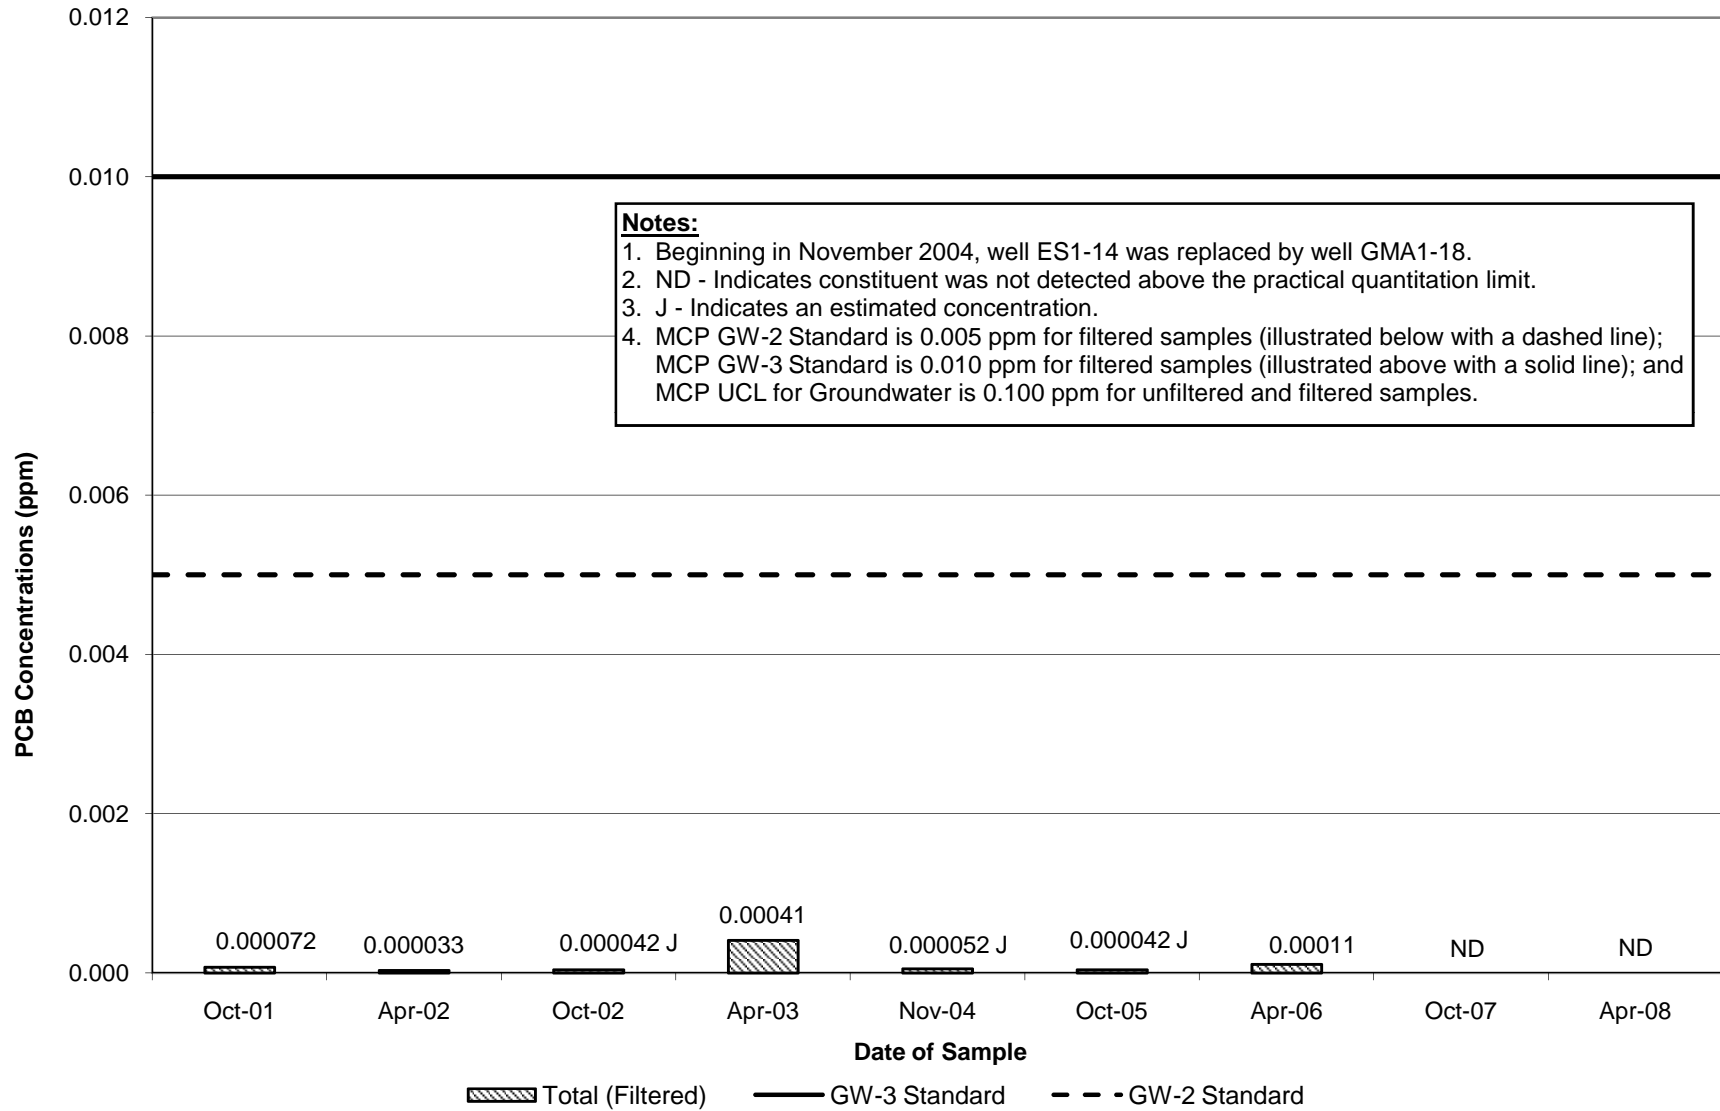 0.012
0.010
0.008
0.006
0.004
0.002
0.000
PCB Concentrations (ppm)
Notes:
1. Beginning in November 2004, well ES1-14 was replaced by well GMA1-18.
2. ND - Indicates constituent was not detected above the practical quantitation limit.
3. J - Indicates an estimated concentration.
4. MCP GW-2 Standard is 0.005 ppm for filtered samples (illustrated below with a dashed line);
MCP GW-3 Standard is 0.010 ppm for filtered samples (illustrated above with a solid line); and
MCP UCL for Groundwater is 0.100 ppm for unfiltered and filtered samples.
0.000072
0.000033
0.000042 J
0.00041
0.000052 J
0.000042 J
0.00011
ND
ND
Oct-01
Apr-02
Oct-02
Apr-03
Nov-04
Oct-05
Apr-06
Oct-07
Apr-08
Date of Sample
Total (Filtered)
GW-3 Standard
GW-2 Standard